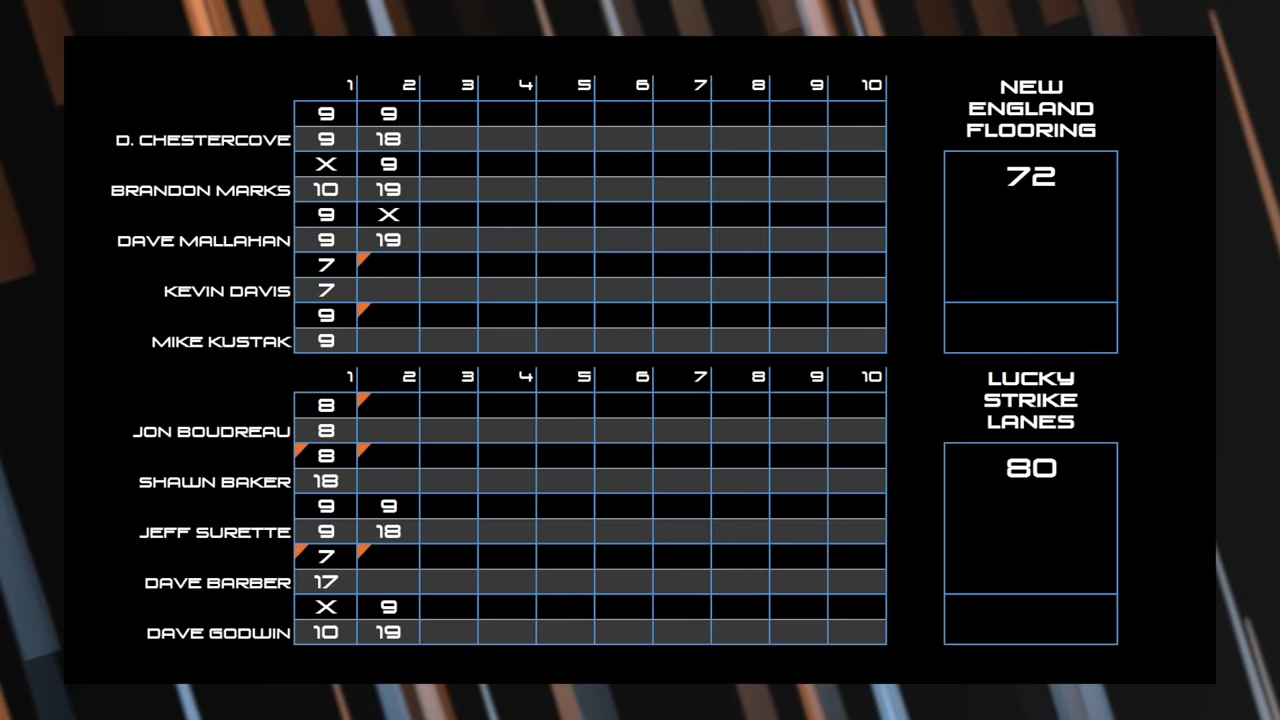 1 2 3 4 5 6 7 8 9 10
9 9
D. CHESTERCOVE 9 18
X 9
BRANDON MARKS 10 19
9 X
DAVE MALLAHAN 9 19
7
KEVIN DAVIS 7
9
MIKE KUSTAK 9
NEW
ENGLAND
FLOORING
72
1 2 3 4 5 6 7 8 9 10
8
JON BOUDREAU 8
8
SHAWN BAKER 18
9 9
JEFF SURETTE 9 18
7
DAVE BARBER 17
X 9
DAVE GODWIN 10 19
LUCKY
STRIKE
LANES
80